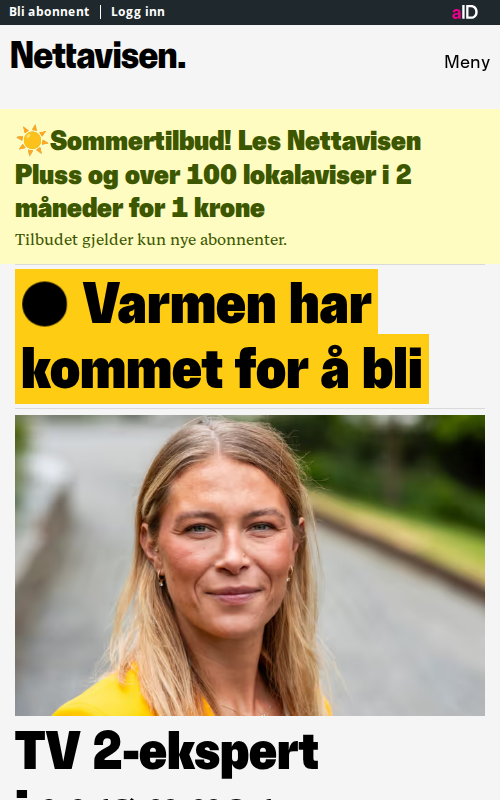 Bli abonnent | Logg inn
aID
Nettavisen.
Meny
☀️Sommertilbud! Les Nettavisen
Pluss og over 100 lokalaviser i 2
måneder for 1 krone
Tilbudet gjelder kun nye abonnenter.
● Varmen har
kommet for å bli
TV 2-ekspert